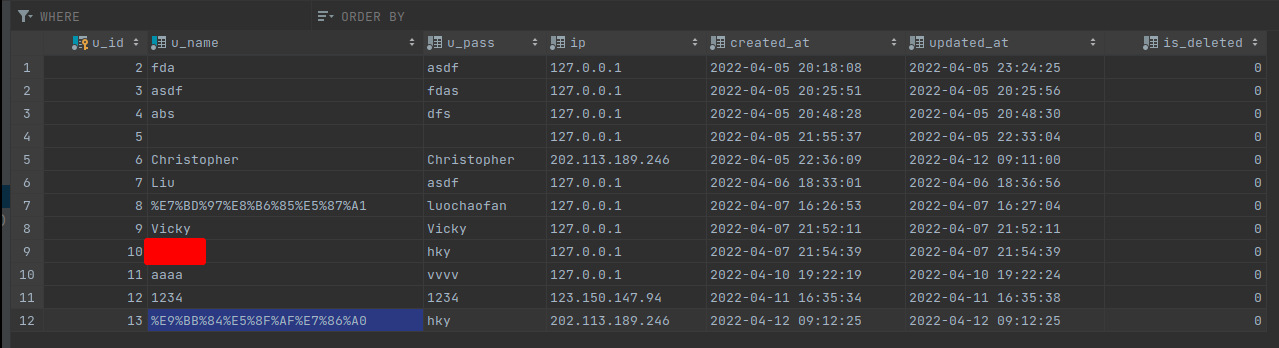 WHERE ORDER BY
u_id u_name u_pass ip created_at updated_at is_deleted
1 2 fda asdf 127.0.0.1 2022-04-05 20:18:08 2022-04-05 23:24:25 0
2 3 asdf fdas 127.0.0.1 2022-04-05 20:25:51 2022-04-05 20:25:56 0
3 4 abs dfs 127.0.0.1 2022-04-05 20:48:28 2022-04-05 20:48:30 0
4 5 127.0.0.1 2022-04-05 21:55:37 2022-04-05 22:33:04 0
5 6 Christopher Christopher 202.113.189.246 2022-04-05 22:36:09 2022-04-12 09:11:00 0
6 7 Liu asdf 127.0.0.1 2022-04-06 18:33:01 2022-04-06 18:36:56 0
7 8 %E7%BD%97%E8%B6%85%E5%87%A1 luochaofan 127.0.0.1 2022-04-07 16:26:53 2022-04-07 16:27:04 0
8 9 Vicky Vicky 127.0.0.1 2022-04-07 21:52:11 2022-04-07 21:52:11 0
9 10 hky 127.0.0.1 2022-04-07 21:54:39 2022-04-07 21:54:39 0
10 11 aaaa vvvv 127.0.0.1 2022-04-10 19:22:19 2022-04-10 19:22:24 0
11 12 1234 1234 123.150.147.94 2022-04-11 16:35:34 2022-04-11 16:35:38 0
12 13 %E9%BB%84%E5%8F%AF%E7%86%A0 hky 202.113.189.246 2022-04-12 09:12:25 2022-04-12 09:12:25 0